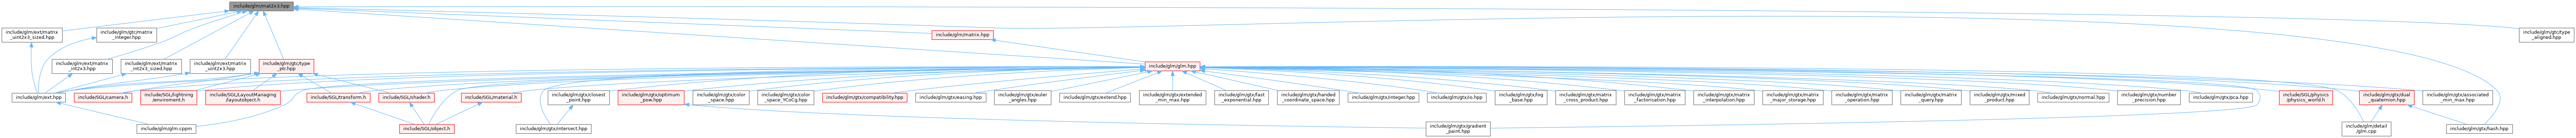 include/glm/mat2x3.hpp
include/glm/ext/matrix
_uint2x3_sized.hpp
include/glm/gtc/matrix
_integer.hpp
include/glm/matrix.hpp
include/glm/gtc/type
_aligned.hpp
include/glm/ext/matrix
_int2x3.hpp
include/glm/ext/matrix
_int2x3_sized.hpp
include/glm/ext/matrix
_uint2x3.hpp
include/glm/gtc/type
_ptr.hpp
include/glm/glm.hpp
include/glm/ext.hpp
include/SGL/camera.h
include/SGL/lightning
/enviroment.h
include/SGL/LayoutManaging
/layoutobject.h
include/SGL/transform.h
include/SGL/shader.h
include/SGL/material.h
include/glm/gtx/closest
_point.hpp
include/glm/gtx/optimum
_pow.hpp
include/glm/gtx/color
_space.hpp
include/glm/gtx/color
_space_YCoCg.hpp
include/glm/gtx/compatibility.hpp
include/glm/gtx/easing.hpp
include/glm/gtx/euler
_angles.hpp
include/glm/gtx/extend.hpp
include/glm/gtx/extended
_min_max.hpp
include/glm/gtx/fast
_exponential.hpp
include/glm/gtx/handed
_coordinate_space.hpp
include/glm/gtx/integer.hpp
include/glm/gtx/io.hpp
include/glm/gtx/log
_base.hpp
include/glm/gtx/matrix
_cross_product.hpp
include/glm/gtx/matrix
_factorisation.hpp
include/glm/gtx/matrix
_interpolation.hpp
include/glm/gtx/matrix
_major_storage.hpp
include/glm/gtx/matrix
_operation.hpp
include/glm/gtx/matrix
_query.hpp
include/glm/gtx/mixed
_product.hpp
include/glm/gtx/normal.hpp
include/glm/gtx/number
_precision.hpp
include/glm/gtx/pca.hpp
include/SGL/physics
/physics_world.h
include/glm/gtx/dual
_quaternion.hpp
include/glm/gtx/associated
_min_max.hpp
include/glm/glm.cppm
include/SGL/object.h
include/glm/gtx/intersect.hpp
include/glm/gtx/gradient
_paint.hpp
include/glm/detail
/glm.cpp
include/glm/gtx/hash.hpp